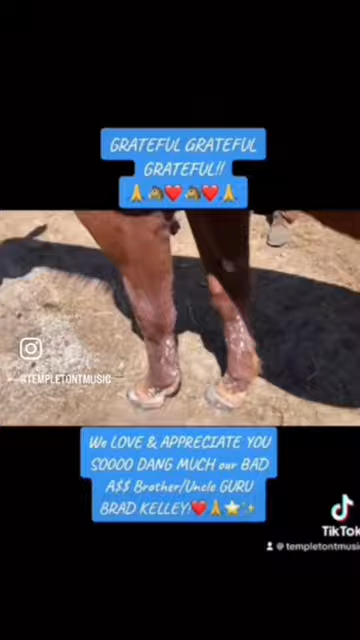 GRATEFUL GRATEFUL
GRATEFUL!!
🙏🐴❤️🐴❤️🙏
@TEMPLETONTMUSIC
We LOVE & APPRECIATE YOU
SOOOO DANG MUCH our BAD
A$$ Brother/Uncle GURU
BRAD KELLEY!❤️🙏⭐✨
TikTok
@templetontmusic